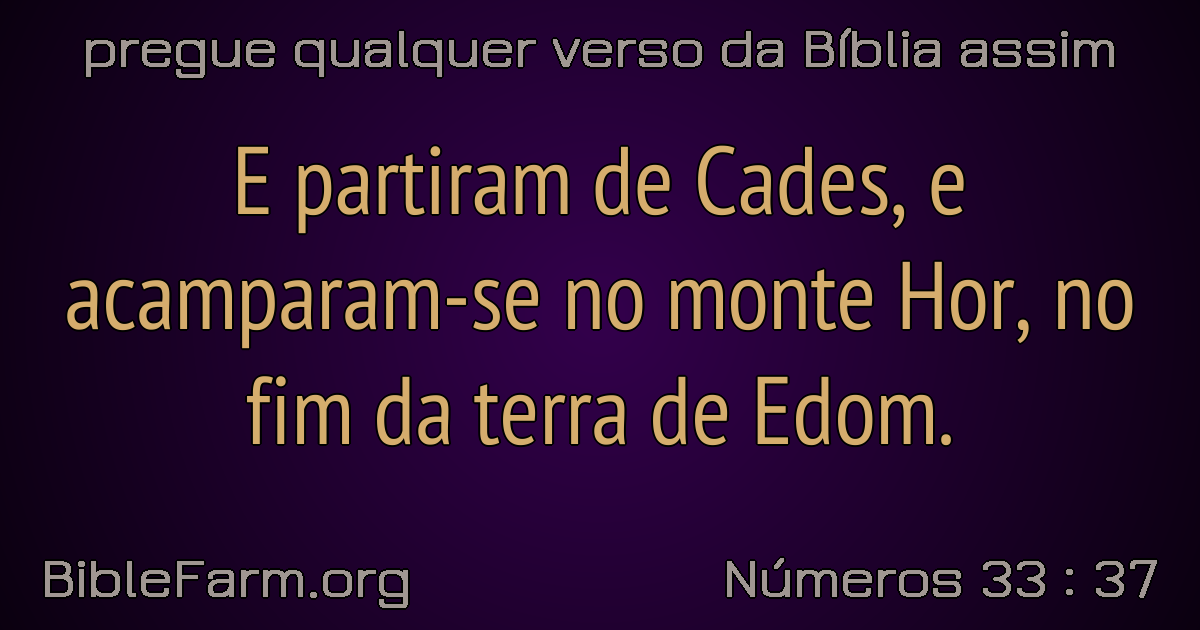 pregue qualquer verso da Bíblia assim
E partiram de Cades, e
acamparam-se no monte Hor, no
fim da terra de Edom.
BibleFarm.org
Números 33 : 37